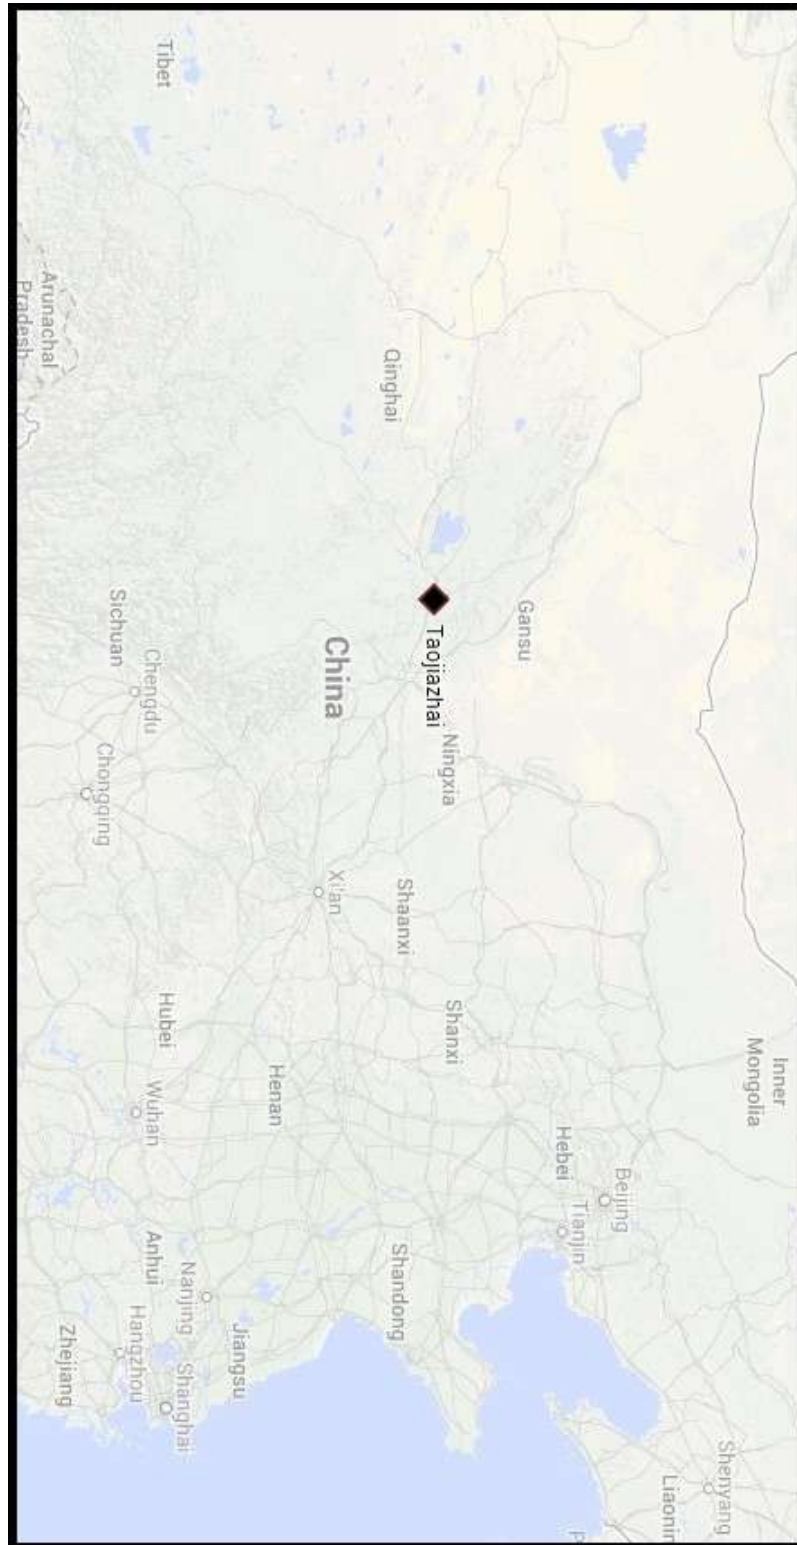 Inner
Mongolia
Shenyang
Liaonin
Beijing
Tianjin
P
Hebei
Gansu
Shanxi
Ningxia
Taojiazhai
Shaanxi
Shandong
Qinghai
Xi'an
China
Henan
Jiangsu
Nanjing
Shanghai
Tibet
Hubei
Wuhan
Anhui
Chengdu
Hangzhou
Sichuan
Chongqing
Zhejiang
Arunachal
Pradesh